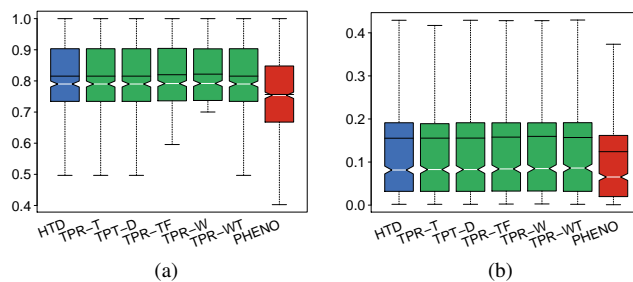 1.0
0.9
0.8
0.7
0.6
0.5
0.4
HTD
TPR-T
TPT-D
TPR-TF
TPR-W
TPR-WT
PHENO
(a)
0.4
0.3
0.2
0.1
0.0
HTD
TPR-T
TPT-D
TPR-TF
TPR-W
TPR-WT
PHENO
(b)